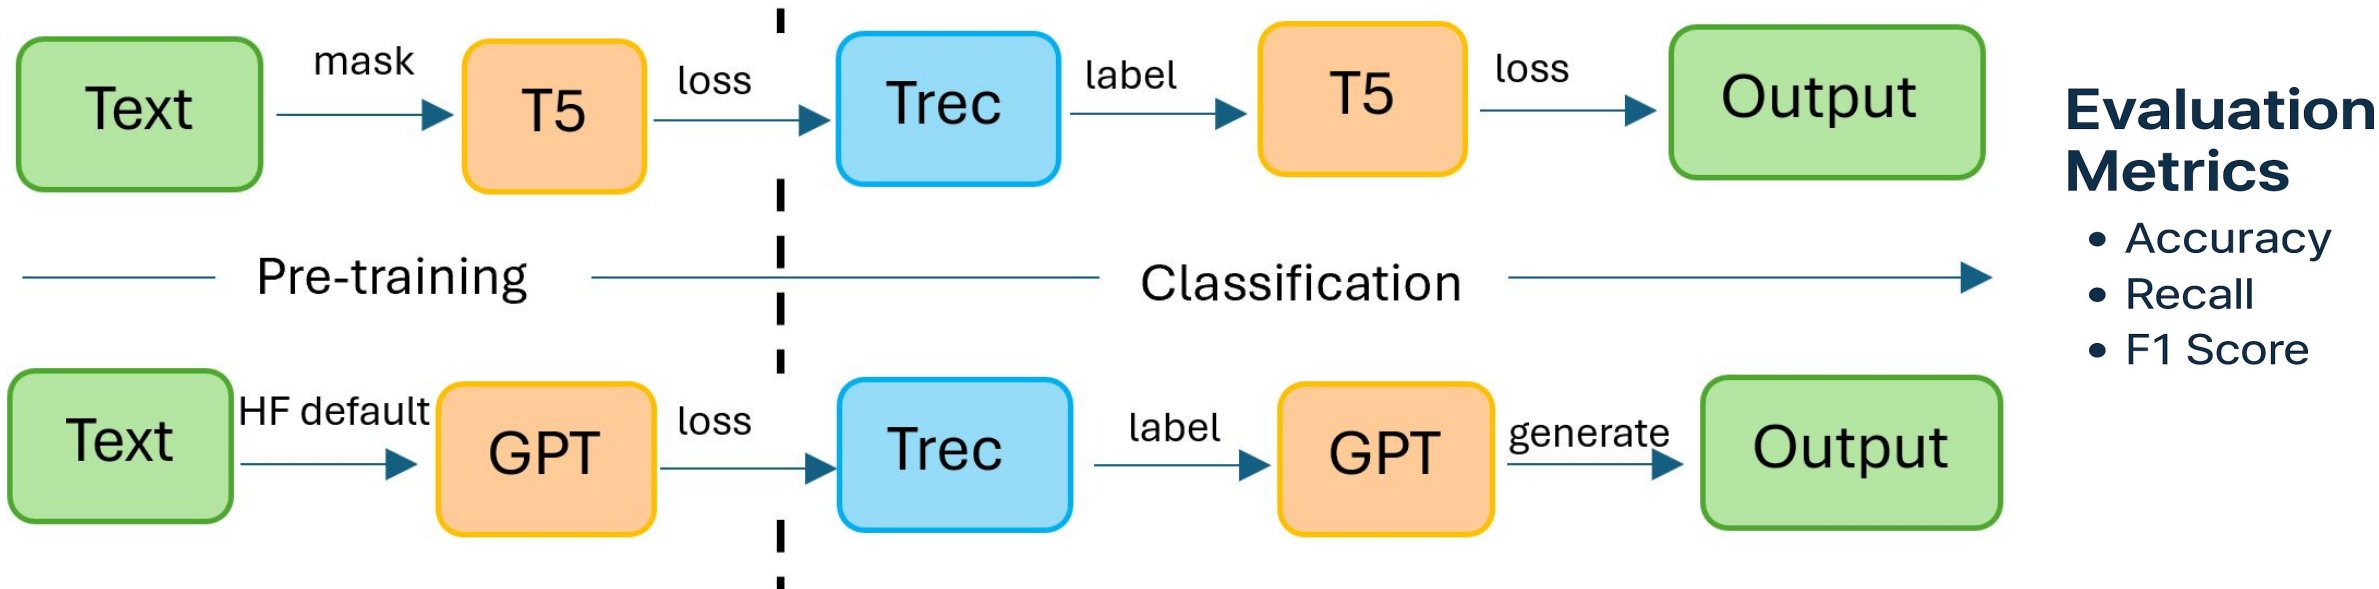 Text
mask
T5
loss
Trec
label
T5
loss
Output
Pre-training
Classification
Text
HF default
GPT
loss
Trec
label
GPT
generate
Output
Evaluation
Metrics
• Accuracy
• Recall
• F1 Score